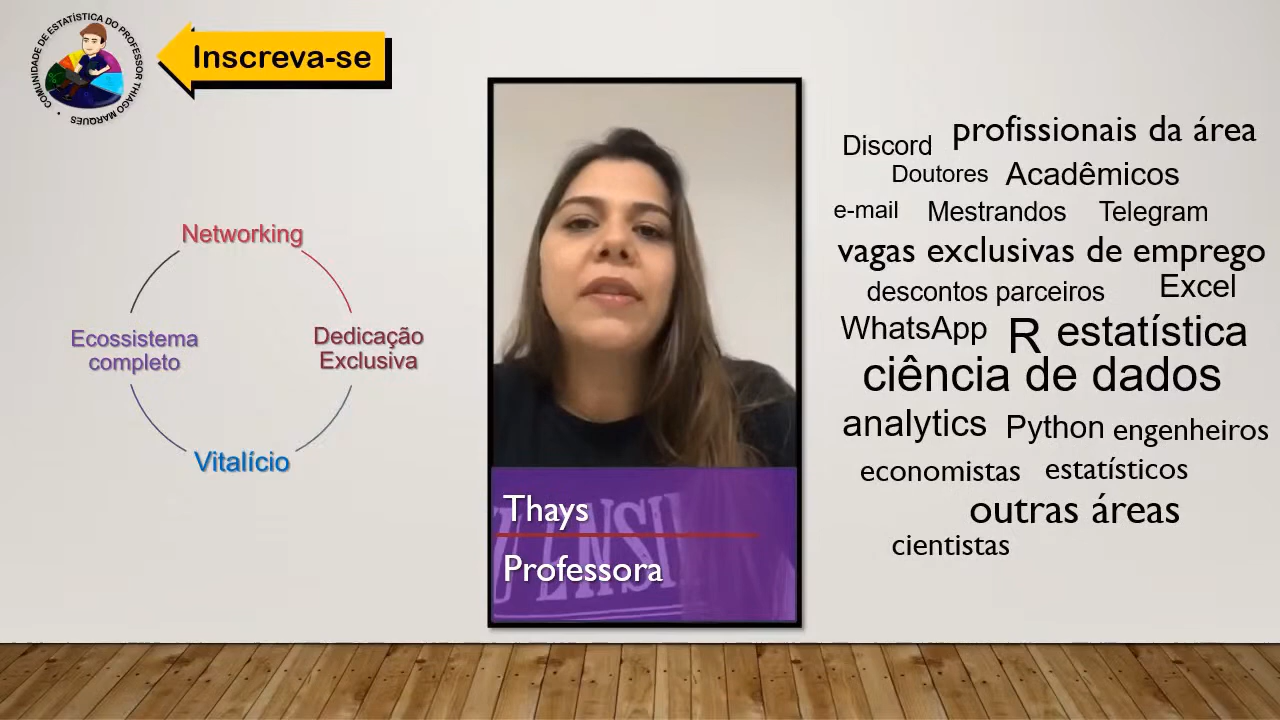 COMUNIDADE DE ESTATÍSTICA DO PROFESSOR THIAGO MARQUES
Inscreva-se
Networking
Ecossistema
completo
Dedicação
Exclusiva
Vitalício
Thays
Professora
profissionais da área
Discord
Doutores Acadêmicos
e-mail Mestrandos Telegram
vagas exclusivas de emprego
descontos parceiros Excel
WhatsApp R estatística
ciência de dados
analytics Python engenheiros
economistas estatísticos
outras áreas
cientistas